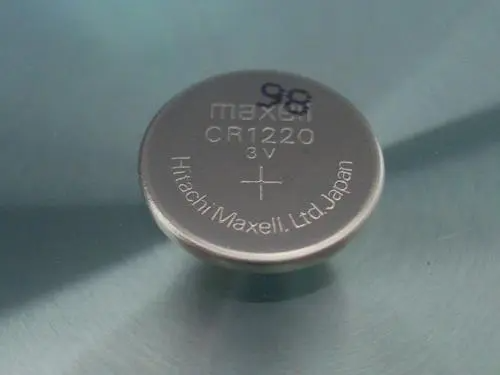 98
maxell
CR1220
3V
+
Hitachi Maxell, Ltd. Japan